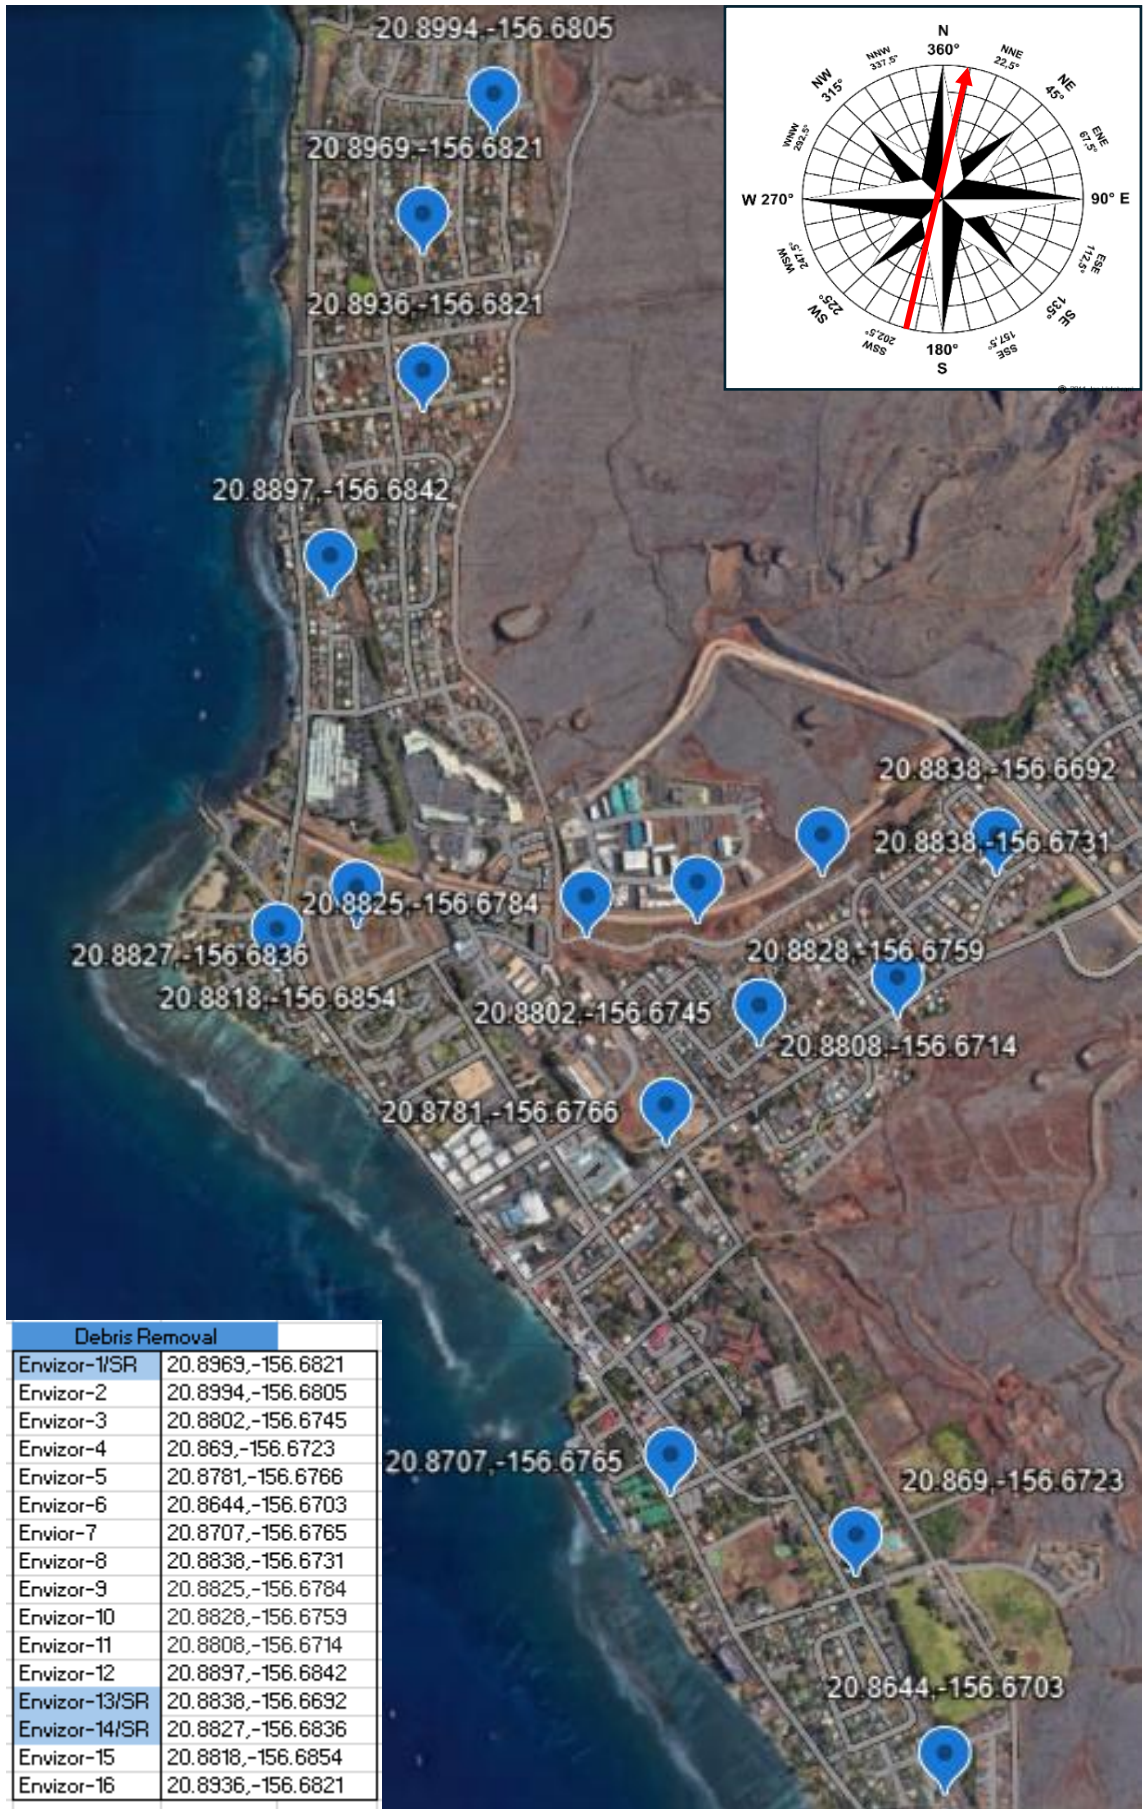 20.8994,-156.6805
20.8969,-156.6821
20.8936,-156.6821
20.8897,-156.6842
20.8838,-156.6692
20.8838,-156.6731
20.8825,-156.6784
20.8827,-156.6836
20.8828,-156.6759
20.8818,-156.6854
20.8802,-156.6745
20.8808,-156.6714
20.8781,-156.6766
20.8707,-156.6765
20.869,-156.6723
20.8644,-156.6703
N
360°
NNE
22,5°
NE
45°
ENE
67,5°
90° E
ESE
112,5°
SE
135°
SSE
157,5°
180°
S
SSW
202,5°
SW
225°
WSW
247,5°
W 270°
WNW
292,5°
NW
315°
NNW
337,5°
Debris Removal
Envizor-1/SR 20.8969,-156.6821
Envizor-2 20.8994,-156.6805
Envizor-3 20.8802,-156.6745
Envizor-4 20.869,-156.6723
Envizor-5 20.8781,-156.6766
Envizor-6 20.8644,-156.6703
Envior-7 20.8707,-156.6765
Envizor-8 20.8838,-156.6731
Envizor-9 20.8825,-156.6784
Envizor-10 20.8828,-156.6759
Envizor-11 20.8808,-156.6714
Envizor-12 20.8897,-156.6842
Envizor-13/SR 20.8838,-156.6692
Envizor-14/SR 20.8827,-156.6836
Envizor-15 20.8818,-156.6854
Envizor-16 20.8936,-156.6821